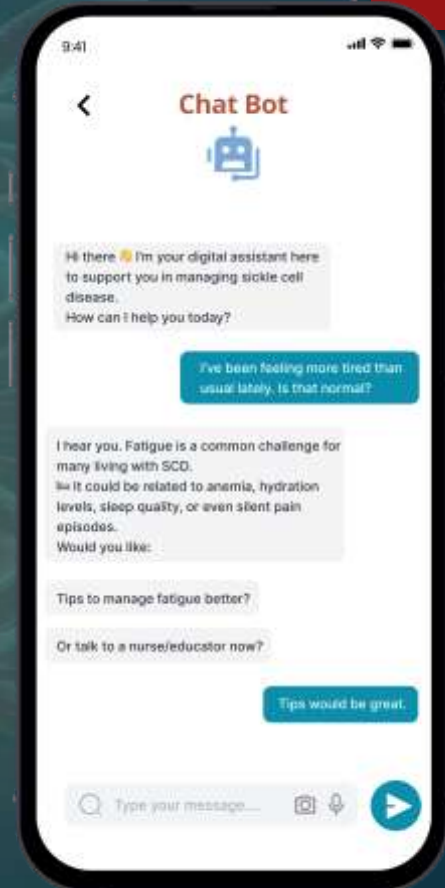 9:41
Chat Bot
Hi there 👋 I'm your digital assistant here
to support you in managing sickle cell
disease.
How can I help you today?
I've been feeling more tired than
usual lately. Is that normal?
I hear you. Fatigue is a common challenge for
many living with SCD.
🛌 It could be related to anemia, hydration
levels, sleep quality, or even silent pain
episodes.
Would you like:
Tips to manage fatigue better?
Or talk to a nurse/educator now?
Tips would be great.
Type your message....